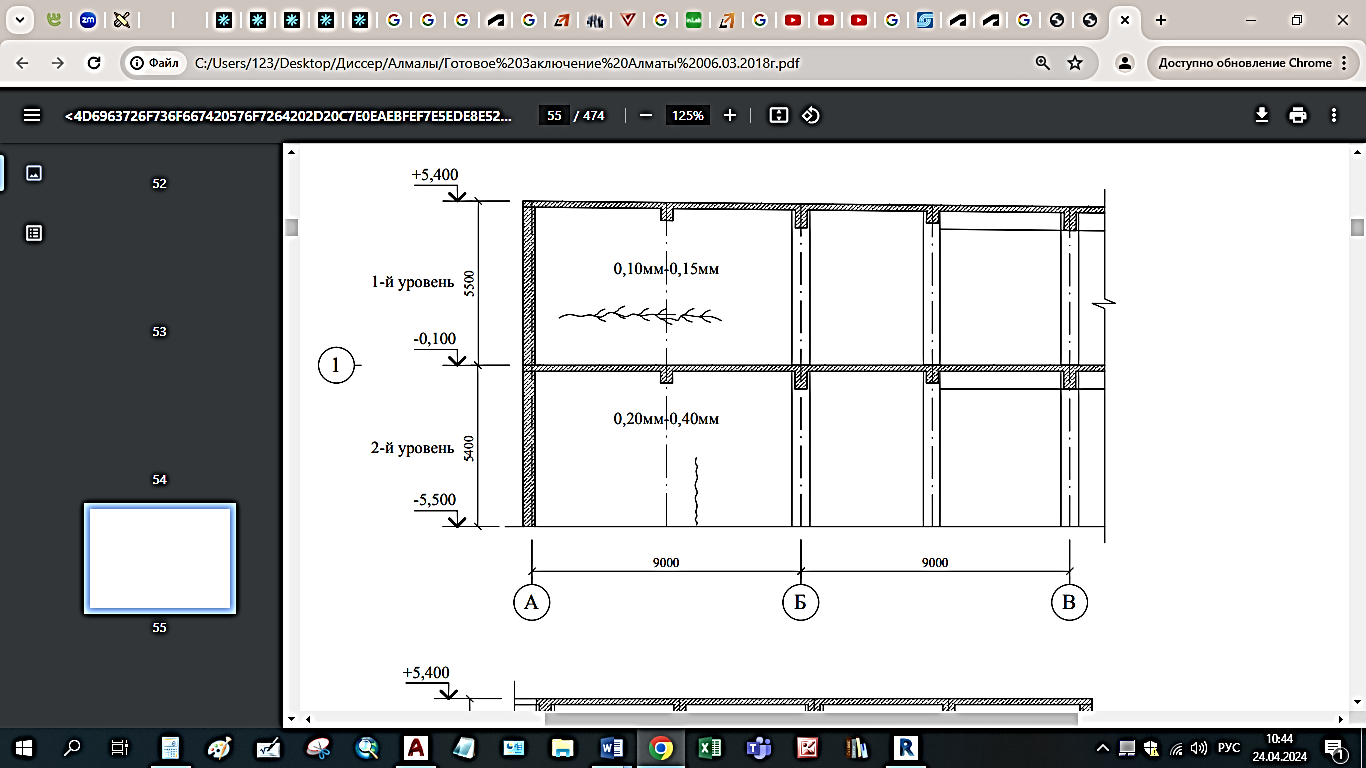 Файл
C:/Users/123/Desktop/Диссер/Алмалы/Готовое%20Заключение%20Алматы%2006.03.2018г.pdf
Доступно обновление Chrome
<4D6963726F736F667420576F7264202D20C7E0EAEBFEF7E5EDE8E52...
55 / 474
125%
52
53
54
55
+5,400
1-й уровень
5500
0,10мм-0,15мм
-0,100
1
0,20мм-0,40мм
2-й уровень
5400
-5,500
9000
9000
А
Б
В
+5,400
РУС
10:44
24.04.2024
1